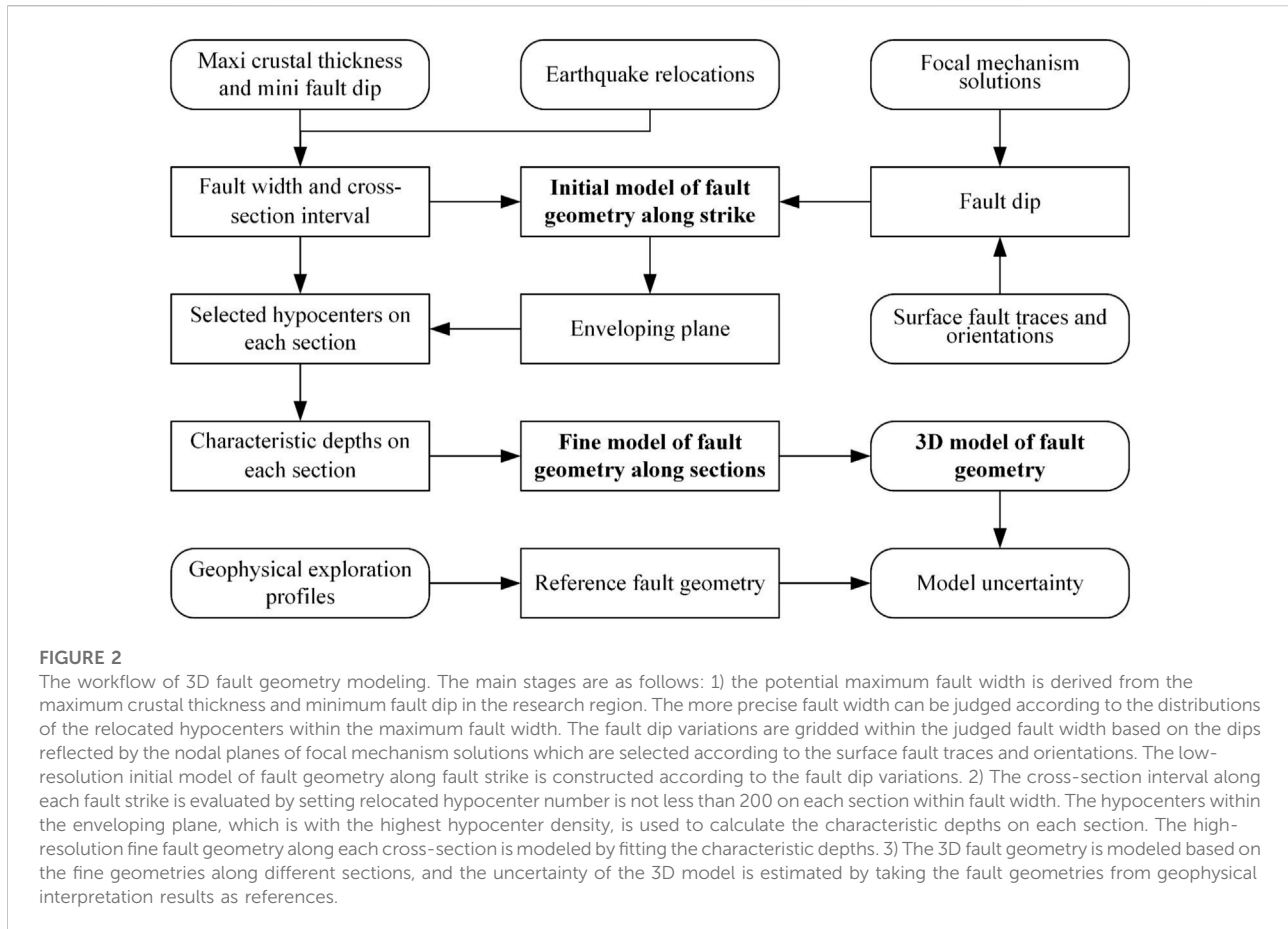 Maxi crustal thickness
and mini fault dip
Earthquake relocations
Focal mechanism
solutions
Fault width and cross-
section interval
Initial model of fault
geometry along strike
Fault dip
Selected hypocenters on
each section
Enveloping plane
Surface fault traces and
orientations
Characteristic depths on
each section
Fine model of fault
geometry along sections
3D model of fault
geometry
Geophysical exploration
profiles
Reference fault geometry
Model uncertainty
FIGURE 2
The workflow of 3D fault geometry modeling. The main stages are as follows: 1) the potential maximum fault width is derived from the
maximum crustal thickness and minimum fault dip in the research region. The more precise fault width can be judged according to the distributions
of the relocated hypocenters within the maximum fault width. The fault dip variations are gridded within the judged fault width based on the dips
reflected by the nodal planes of focal mechanism solutions which are selected according to the surface fault traces and orientations. The low-
resolution initial model of fault geometry along fault strike is constructed according to the fault dip variations. 2) The cross-section interval along
each fault strike is evaluated by setting relocated hypocenter number is not less than 200 on each section within fault width. The hypocenters within
the enveloping plane, which is with the highest hypocenter density, is used to calculate the characteristic depths on each section. The high-
resolution fine fault geometry along each cross-section is modeled by fitting the characteristic depths. 3) The 3D fault geometry is modeled based on
the fine geometries along different sections, and the uncertainty of the 3D model is estimated by taking the fault geometries from geophysical
interpretation results as references.